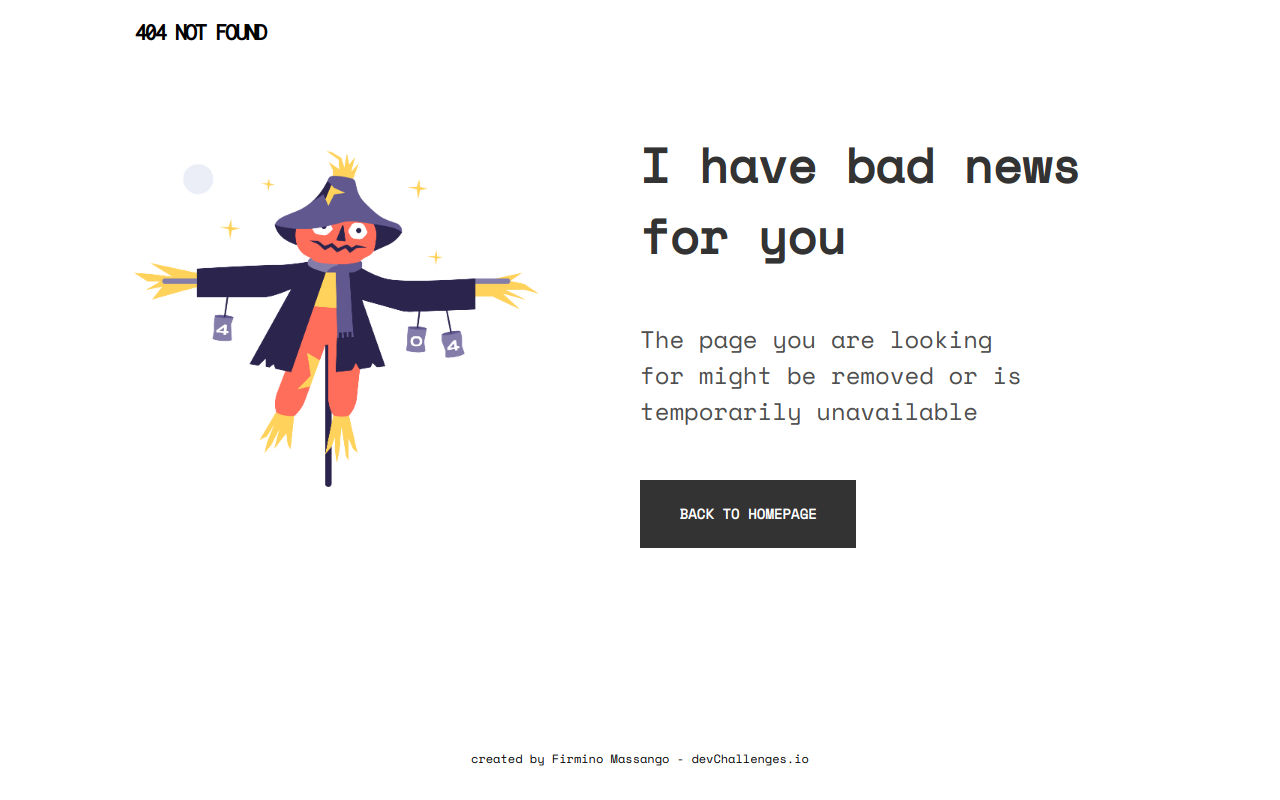 404 NOT FOUND
I have bad news
for you
The page you are looking
for might be removed or is
temporarily unavailable
4
0
4
BACK TO HOMEPAGE
created by Firmino Massango - devChallenges.io